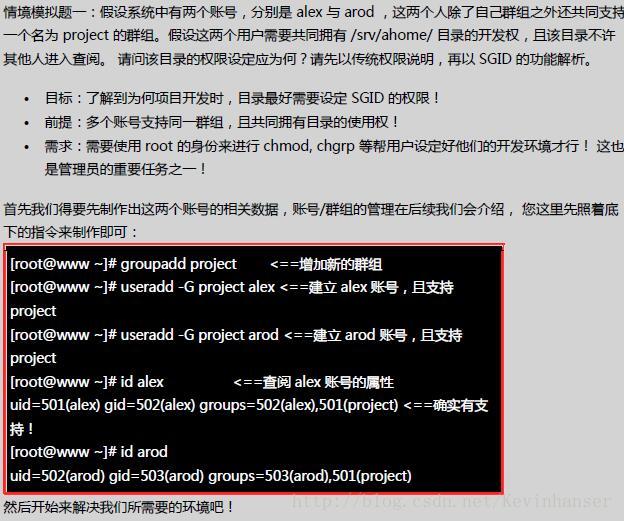 情境模拟题一：假设系统中有两个账号，分别是 alex 与 arod ，这两个人除了自己群组之外还共同支持
一个名为 project 的群组。假设这两个用户需要共同拥有 /srv/ahome/ 目录的开发权，且该目录不许
其他人进入查阅。 请问该目录的权限设定应为何？请先以传统权限说明，再以 SGID 的功能解析。
• 目标：了解到为何项目开发时，目录最好需要设定 SGID 的权限！
• 前提：多个账号支持同一群组，且共同拥有目录的使用权！
• 需求：需要使用 root 的身份来进行 chmod, chgrp 等帮用户设定好他们的开发环境才行！ 这也
是管理员的重要任务之一！
首先我们得要先制作出这两个账号的相关数据，账号/群组的管理在后续我们会介绍， 您这里先照着底
下的指令来制作即可：
[root@www ~]# groupadd project <==增加新的群组
[root@www ~]# useradd -G project alex <==建立 alex 账号，且支持
project
[root@www ~]# useradd -G project arod <==建立 arod 账号，且支持
project
[root@www ~]# id alex <==查阅 alex 账号的属性
uid=501(alex) gid=502(alex) groups=502(alex),501(project) <==确实有支
持！
[root@www ~]# id arod
uid=502(arod) gid=503(arod) groups=503(arod),501(project)
然后开始来解决我们所需要的环境吧！
http://blog.csdn.net/Kevinhanser